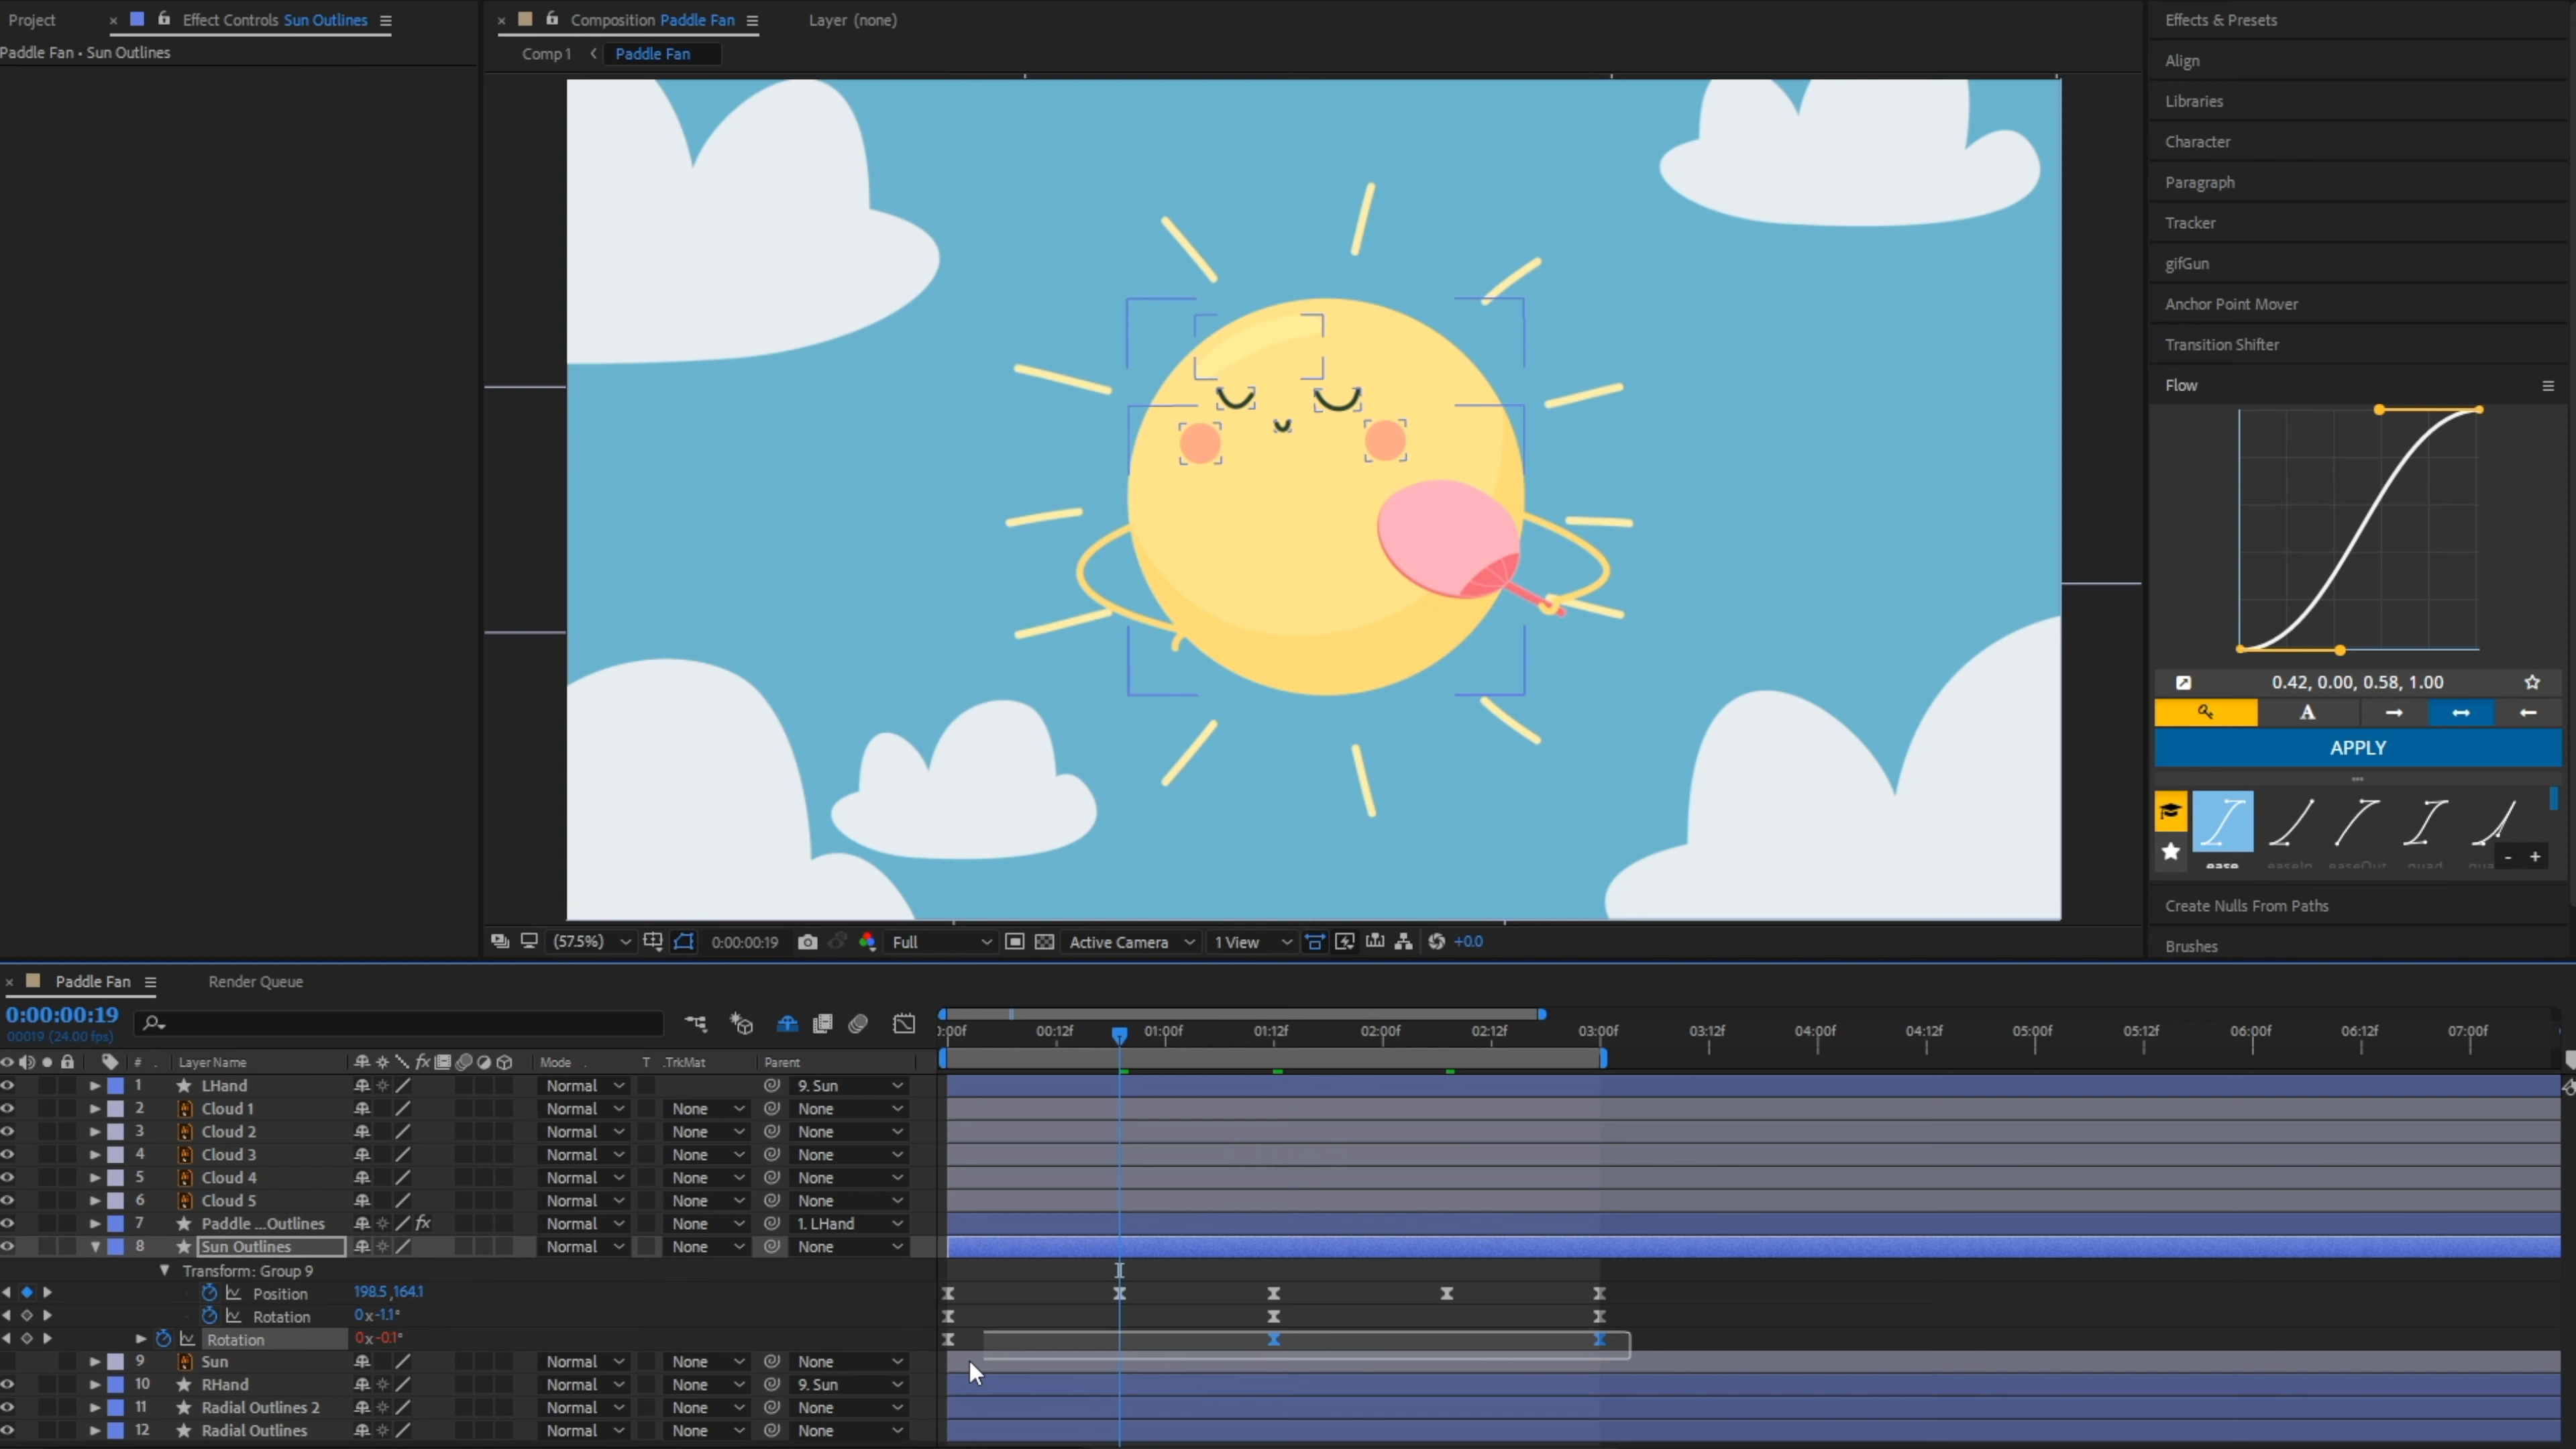 Project
Effect Controls Sun Outlines
Paddle Fan • Sun Outlines
Composition Paddle Fan
Layer (none)
Comp 1
Paddle Fan
Effects & Presets
Align
Libraries
Character
Paragraph
Tracker
gifGun
Anchor Point Mover
Transition Shifter
Flow
0.42, 0.00, 0.58, 1.00
A
APPLY
ease
easeIn
easeOut
quad
- +
Create Nulls From Paths
Brushes
(57.5%)
0:00:00:19
Full
Active Camera
1 View
+0.0
Paddle Fan
Render Queue
0:00:00:19
00019 (24.00 fps)
0:00f 00:12f 01:00f 01:12f 02:00f 02:12f 03:00f 03:12f 04:00f 04:12f 05:00f 05:12f 06:00f 06:12f 07:00f
# . Layer Name fx Mode . T .TrkMat Parent
1 LHand Normal 9. Sun
2 Cloud 1 Normal None None
3 Cloud 2 Normal None None
4 Cloud 3 Normal None None
5 Cloud 4 Normal None None
6 Cloud 5 Normal None None
7 Paddle ...Outlines fx Normal None 1. LHand
8 Sun Outlines Normal None None
Transform: Group 9
Position 198.5,164.1
Rotation 0x-1.1°
Rotation 0x-0.1°
9 Sun Normal None None
10 RHand Normal None 9. Sun
11 Radial Outlines 2 Normal None None
12 Radial Outlines Normal None None